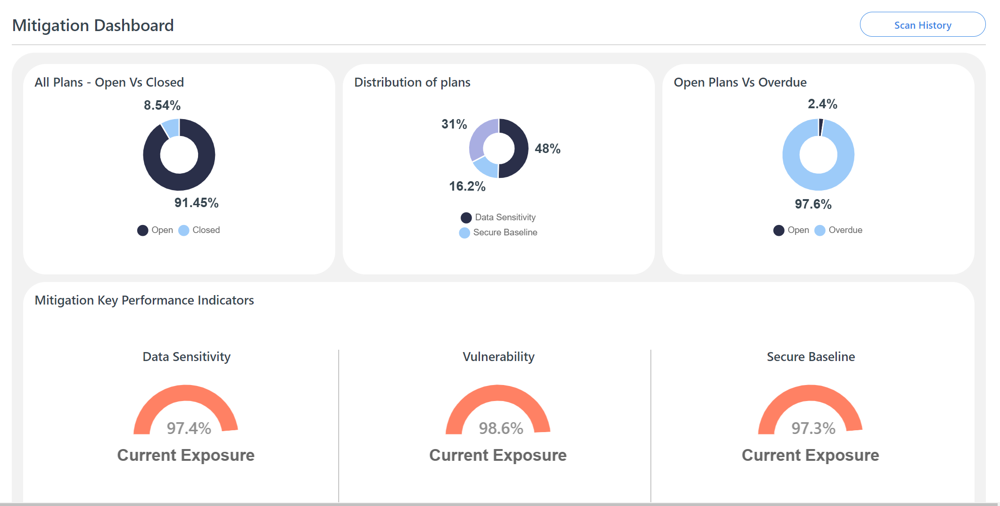 Mitigation Dashboard
Scan History
All Plans - Open Vs Closed
8.54%
91.45%
Open
Closed
Distribution of plans
31%
48%
16.2%
Data Sensitivity
Secure Baseline
Open Plans Vs Overdue
2.4%
97.6%
Open
Overdue
Mitigation Key Performance Indicators
Data Sensitivity
97.4%
Current Exposure
Vulnerability
98.6%
Current Exposure
Secure Baseline
97.3%
Current Exposure